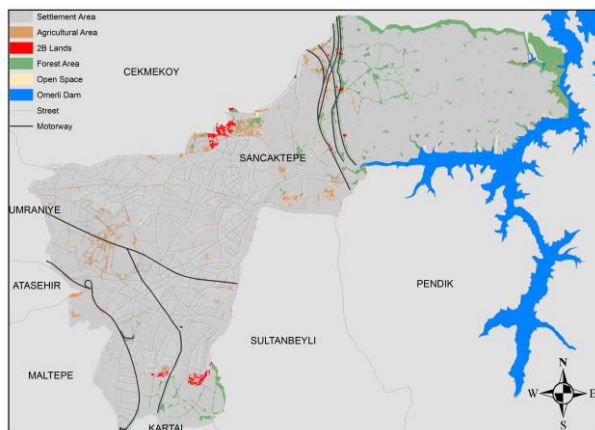 Settlement Area
Agricultural Area
2B Lands
Forest Area
Open Space
Omerli Dam
Street
Motorway
CEKMEKOY
SANCAKTEPE
UMRANIYE
ATASEHIR
PENDIK
SULTANBEYLI
MALTEPE
KARTAL
N
W
E
S